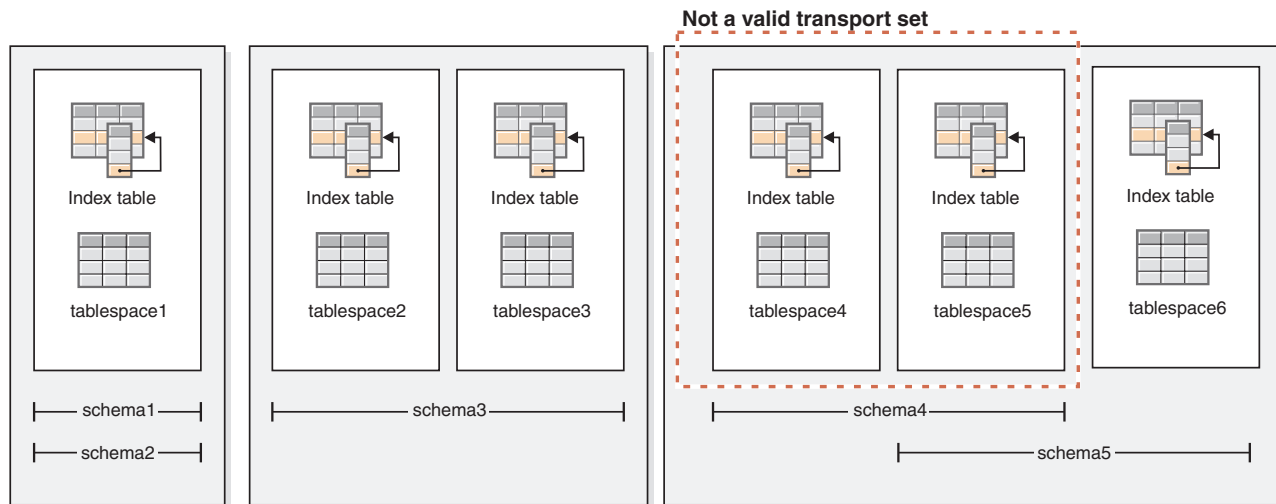 Not a valid transport set
Index table
tablespace1
Index table
tablespace2
Index table
tablespace3
Index table
tablespace4
Index table
tablespace5
Index table
tablespace6
schema1
schema2
schema3
schema4
schema5